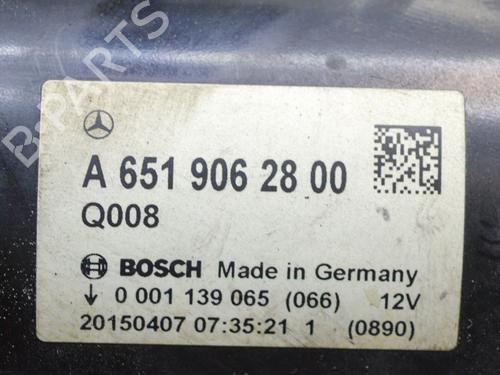 B-PARTS
A 651 906 28 00
Q008
BOSCH Made in Germany
↓ 0 001 139 065 (066) 12V
20150407 07:35:21 1 (0890)